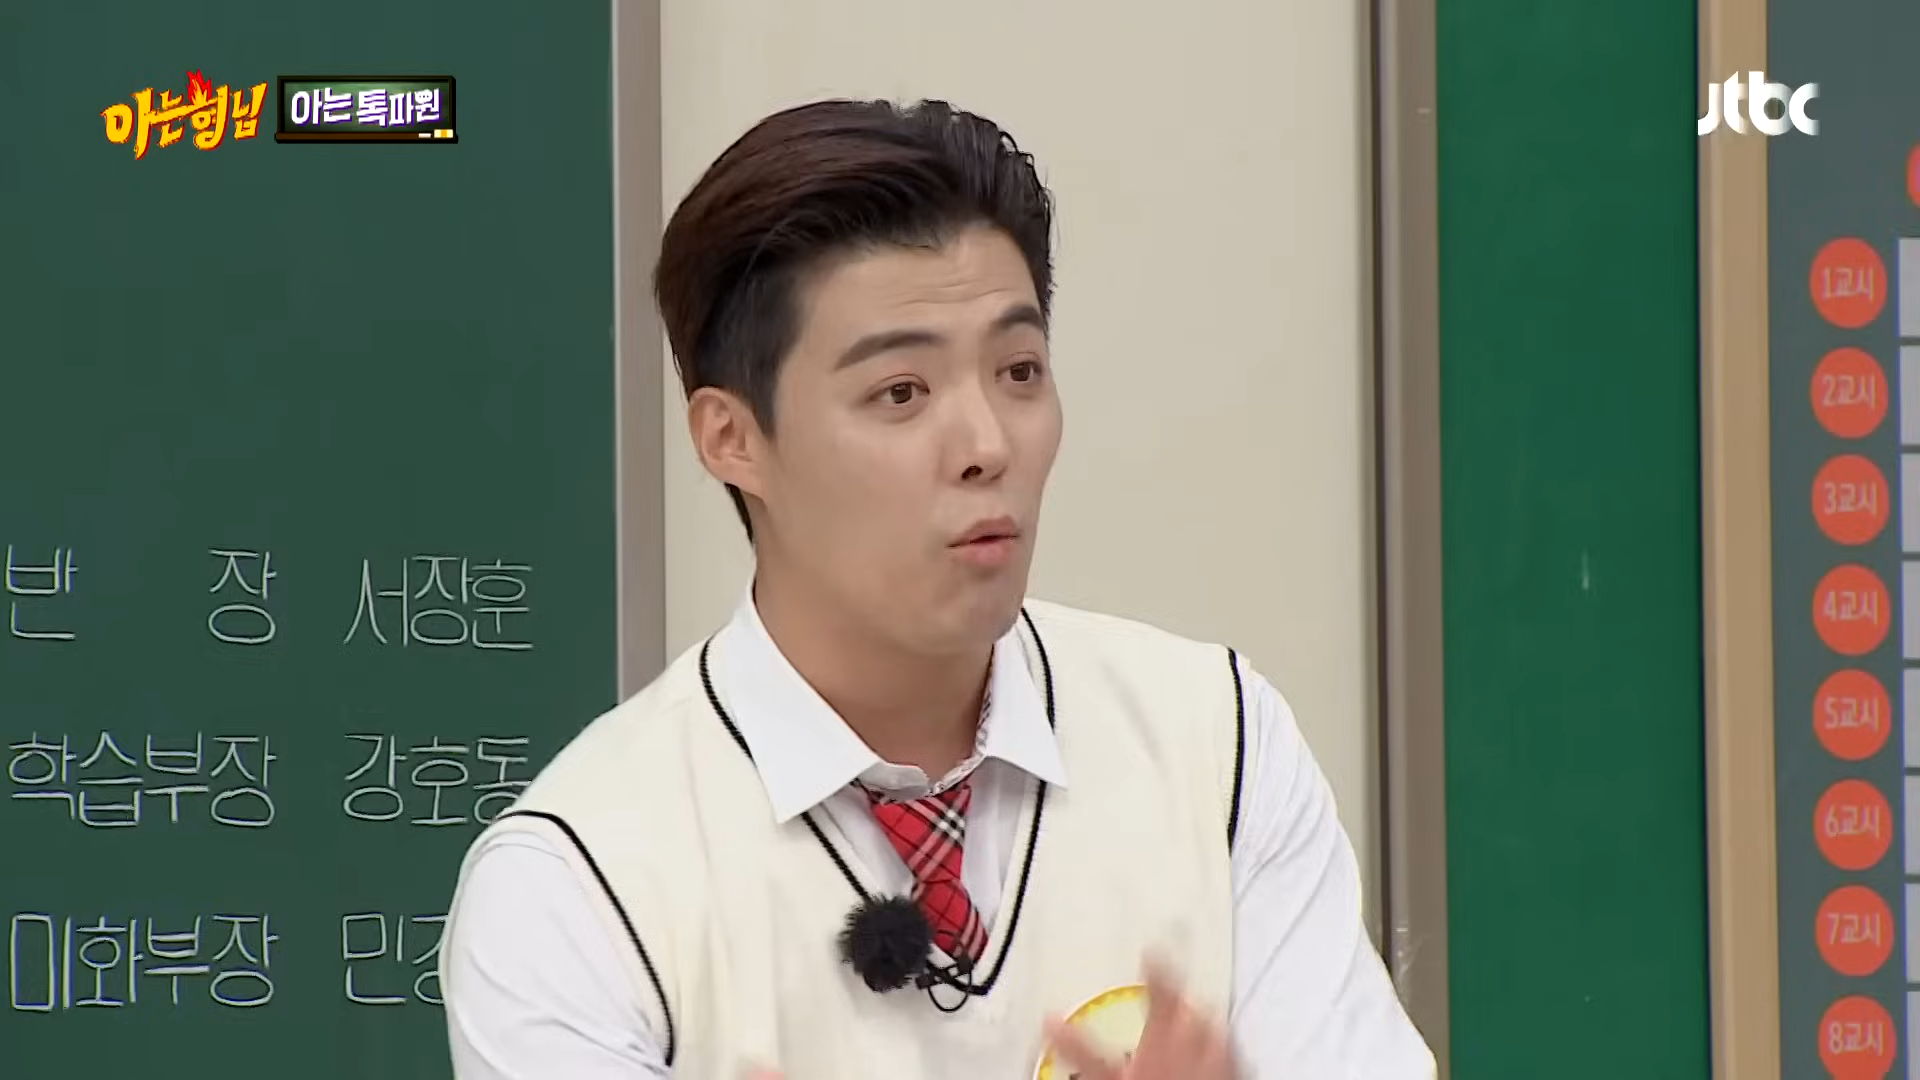 아는형님 아는 톡파원
jtbc
반 장 서장훈
학습부장 강호동
미화부장 민경
1교시
2교시
3교시
4교시
5교시
6교시
7교시
8교시